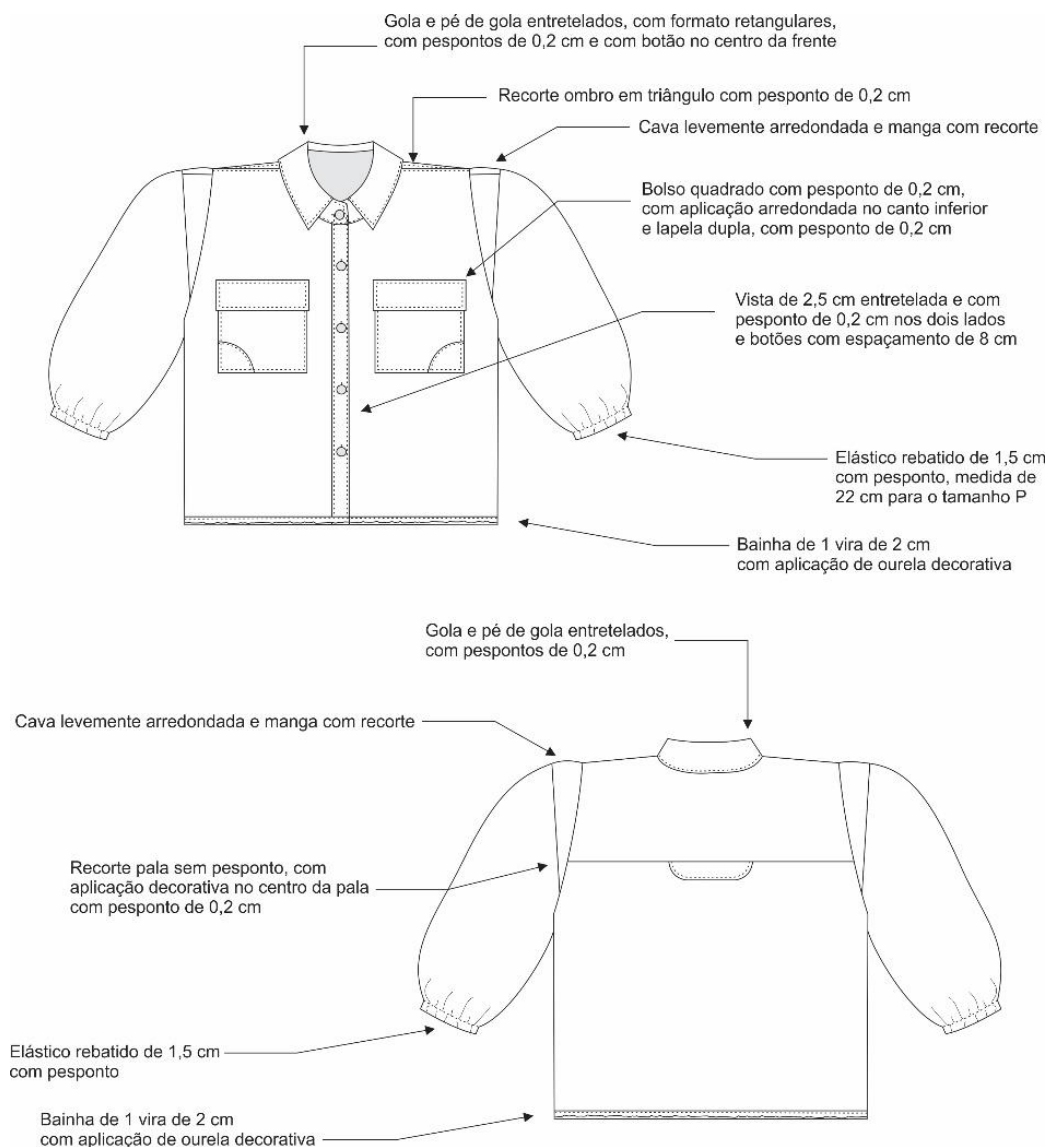 Gola e pé de gola entretelados, com formato retangulares,
com pespontos de 0,2 cm e com botão no centro da frente
Recorte ombro em triângulo com pesponto de 0,2 cm
Cava levemente arredondada e manga com recorte
Bolso quadrado com pesponto de 0,2 cm,
com aplicação arredondada no canto inferior
e lapela dupla, com pesponto de 0,2 cm
Vista de 2,5 cm entretelada e com
pesponto de 0,2 cm nos dois lados
e botões com espaçamento de 8 cm
Elástico rebatido de 1,5 cm
com pesponto, medida de
22 cm para o tamanho P
Bainha de 1 vira de 2 cm
com aplicação de ourela decorativa
Gola e pé de gola entretelados,
com pespontos de 0,2 cm
Cava levemente arredondada e manga com recorte
Recorte pala sem pesponto, com
aplicação decorativa no centro da pala
com pesponto de 0,2 cm
Elástico rebatido de 1,5 cm
com pesponto
Bainha de 1 vira de 2 cm
com aplicação de ourela decorativa